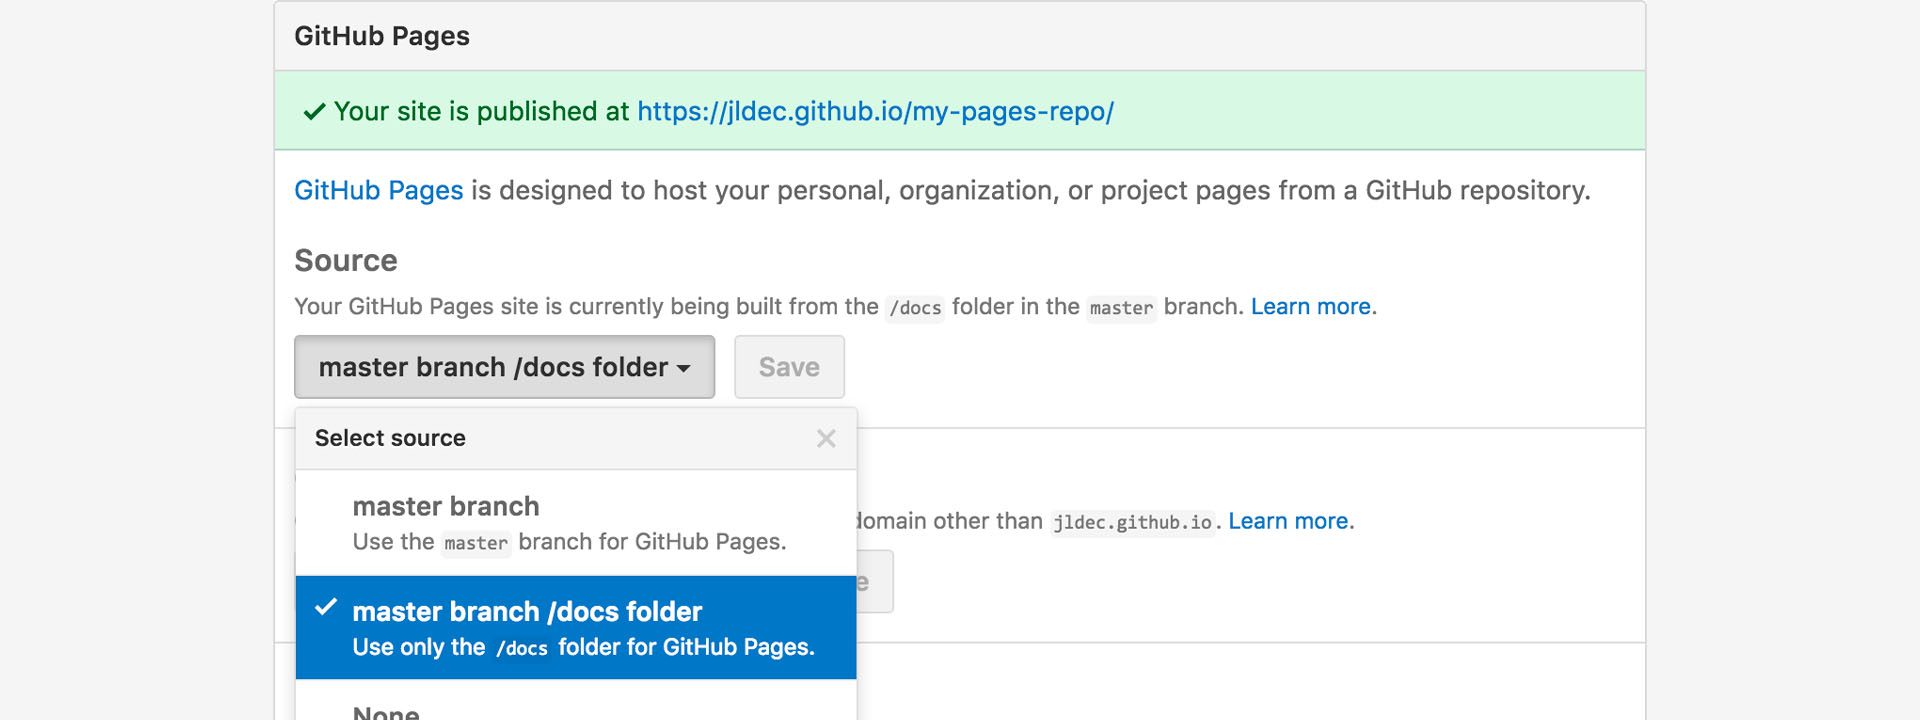 GitHub Pages
Your site is published at https://jldec.github.io/my-pages-repo/
GitHub Pages is designed to host your personal, organization, or project pages from a GitHub repository.
Source
Your GitHub Pages site is currently being built from the /docs folder in the master branch. Learn more.
master branch /docs folder
Save
Select source
master branch
Use the master branch for GitHub Pages.
domain other than jldec.github.io. Learn more.
master branch /docs folder
Use only the /docs folder for GitHub Pages.
None